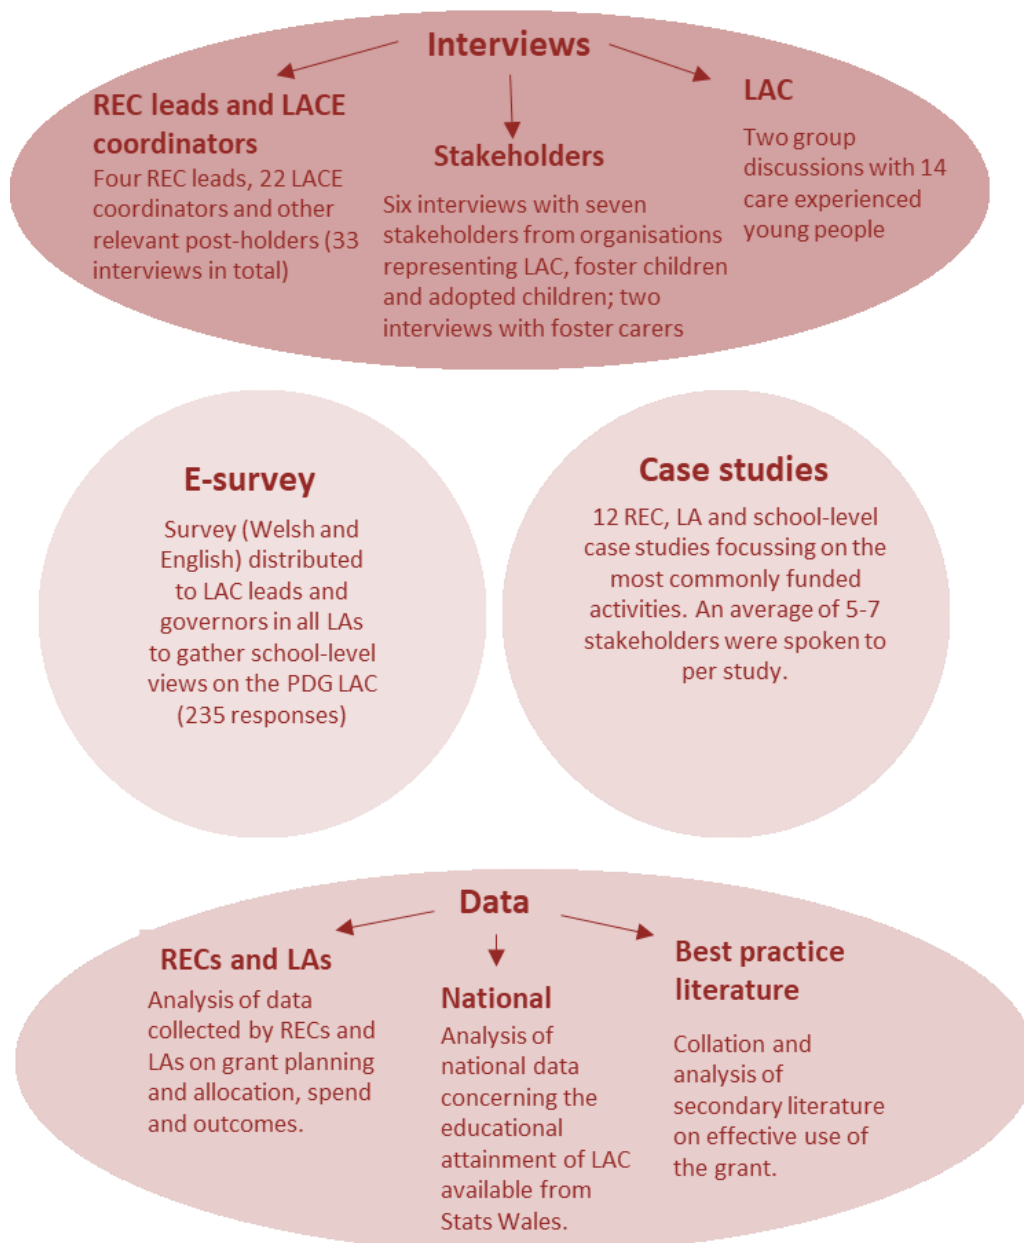 Interviews
REC leads and LACE
coordinators
Four REC leads, 22 LACE
coordinators and other
relevant post-holders (33
interviews in total)
Stakeholders
Six interviews with seven
stakeholders from organisations
representing LAC, foster children
and adopted children; two
interviews with foster carers
LAC
Two group
discussions with 14
care experienced
young people
E-survey
Survey (Welsh and
English) distributed
to LAC leads and
governors in all LAs
to gather school-level
views on the PDG LAC
(235 responses)
Case studies
12 REC, LA and school-level
case studies focussing on the
most commonly funded
activities. An average of 5-7
stakeholders were spoken to
per study.
Data
RECs and LAs
Analysis of data
collected by RECs and
LAs on grant planning
and allocation, spend
and outcomes.
National
Analysis of
national data
concerning the
educational
attainment of LAC
available from
Stats Wales.
Best practice
literature
Collation and
analysis of
secondary literature
on effective use of
the grant.